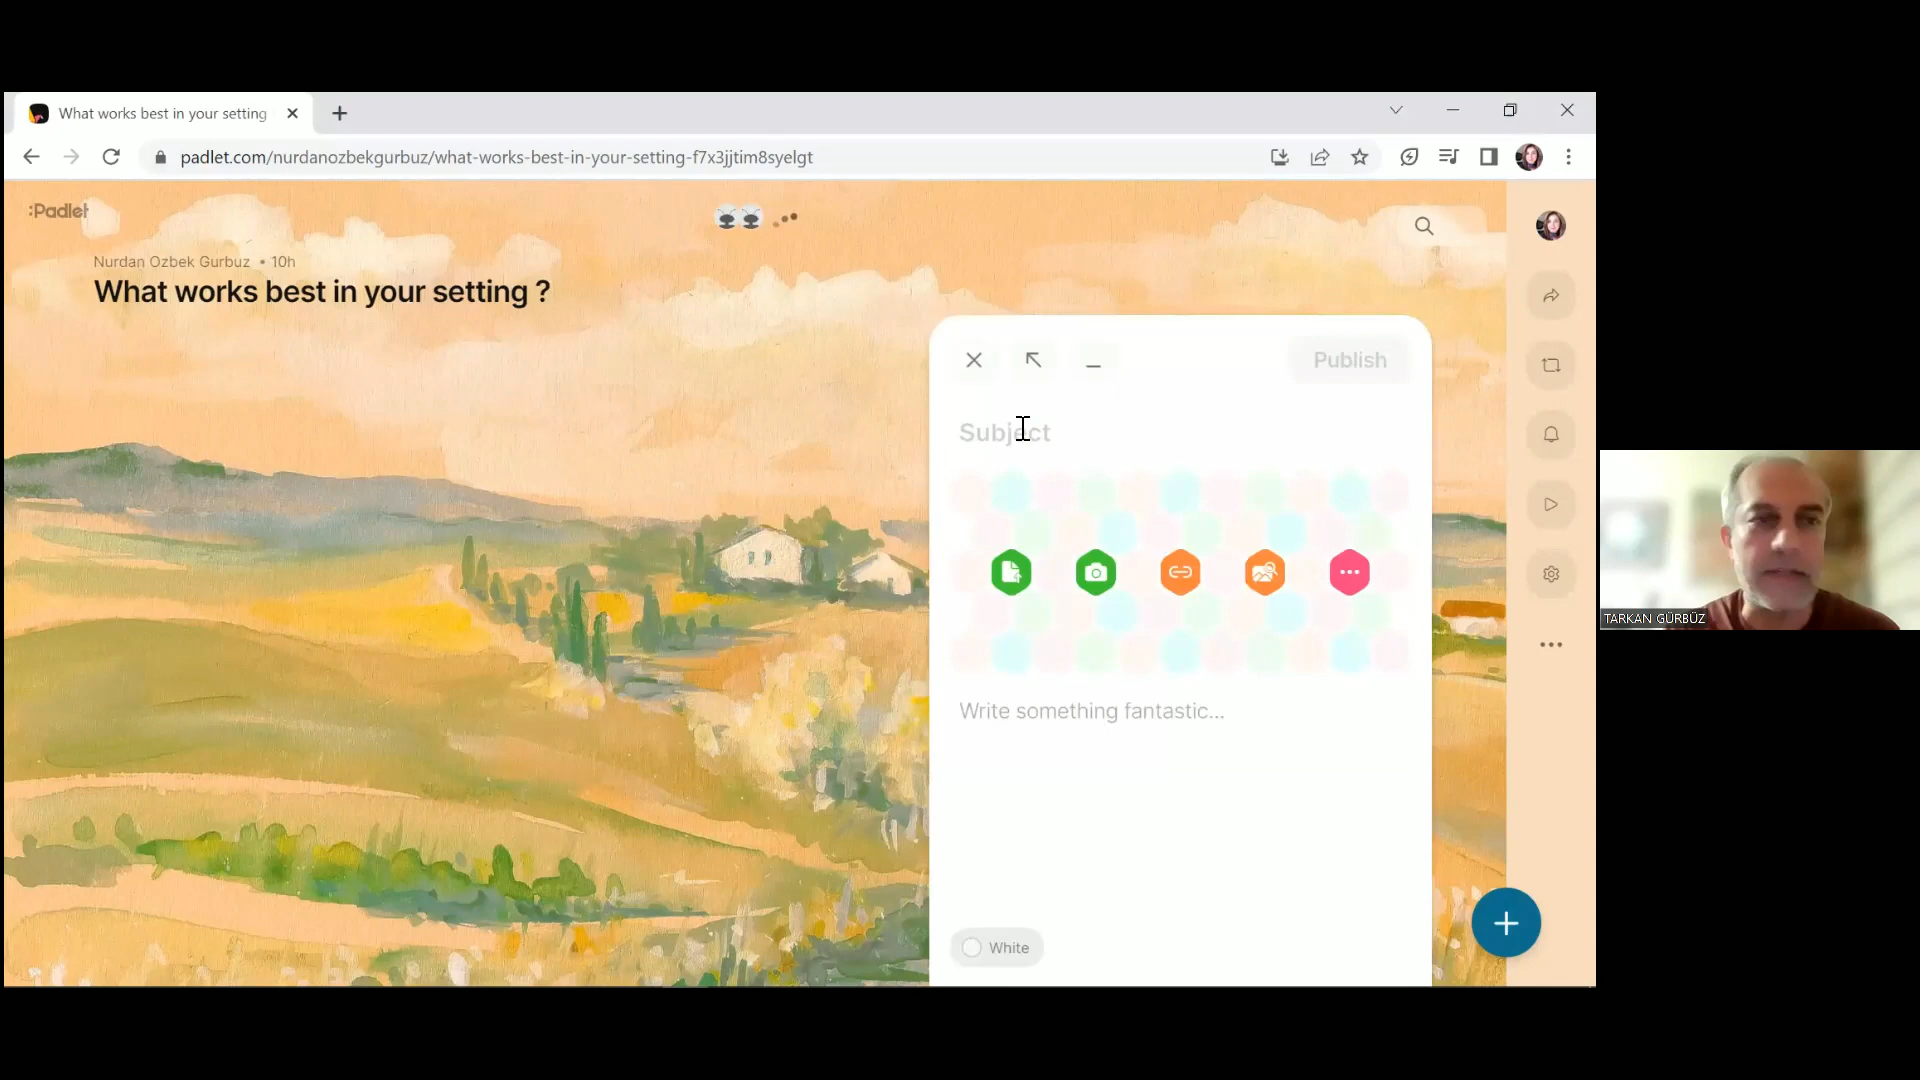 What works best in your setting
padlet.com/nurdanozbekgurbuz/what-works-best-in-your-setting-f7x3jjtim8syelgt
:Padlet
Nurdan Ozbek Gurbuz • 10h
What works best in your setting ?
Publish
Subject
Write something fantastic...
White
TARKAN GÜRBÜZ